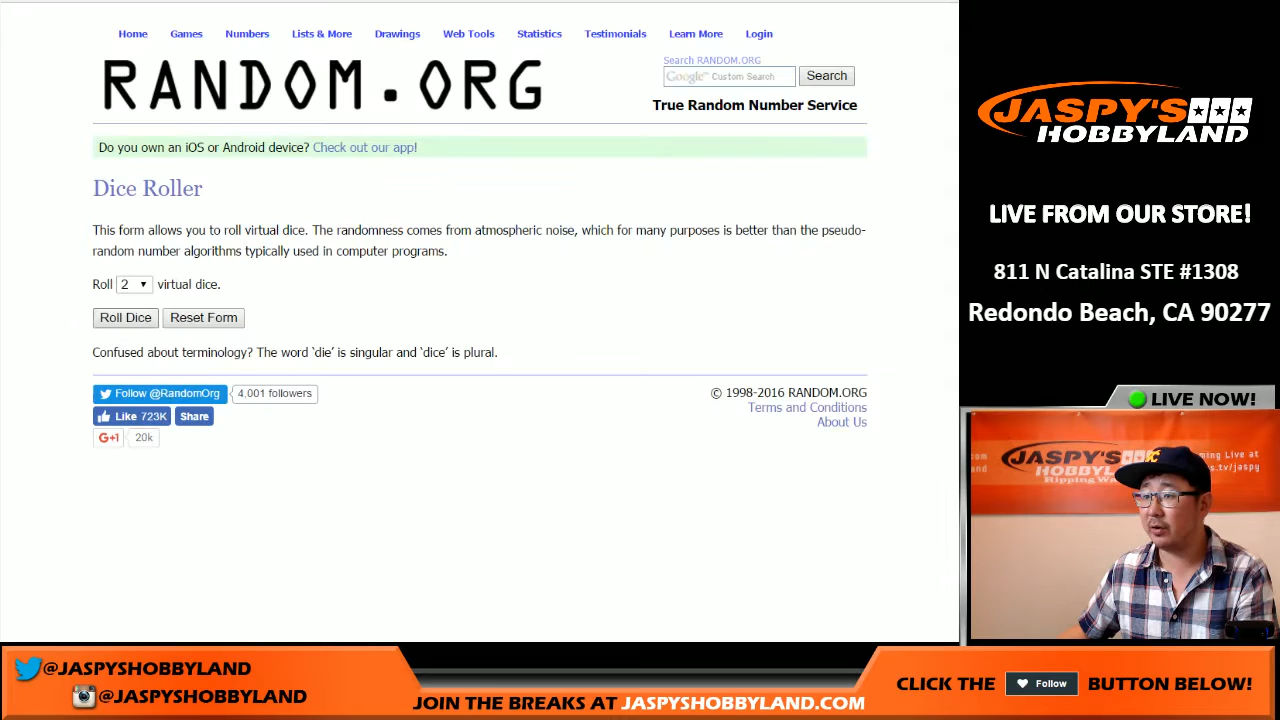 Home Games Numbers Lists & More Drawings Web Tools Statistics Testimonials Learn More Login
RANDOM.ORG
Search RANDOM.ORG
Google™ Custom Search Search
True Random Number Service
Do you own an iOS or Android device? Check out our app!
Dice Roller
This form allows you to roll virtual dice. The randomness comes from atmospheric noise, which for many purposes is better than the pseudo-
random number algorithms typically used in computer programs.
Roll 2 virtual dice.
Roll Dice Reset Form
Confused about terminology? The word ‘die’ is singular and ‘dice’ is plural.
Follow @RandomOrg 4,001 followers
Like 723K Share
G+1 20k
© 1998-2016 RANDOM.ORG
Terms and Conditions
About Us
JASPY'S
HOBBYLAND
LIVE FROM OUR STORE!
811 N Catalina STE #1308
Redondo Beach, CA 90277
LIVE NOW!
JASPY'S
HOBBYL
Ripping Wa
ming Live at
s.tv/jaspy
@JASPYSHOBBYLAND
@JASPYSHOBBYLAND
JOIN THE BREAKS AT JASPYSHOBBYLAND.COM
CLICK THE Follow BUTTON BELOW!